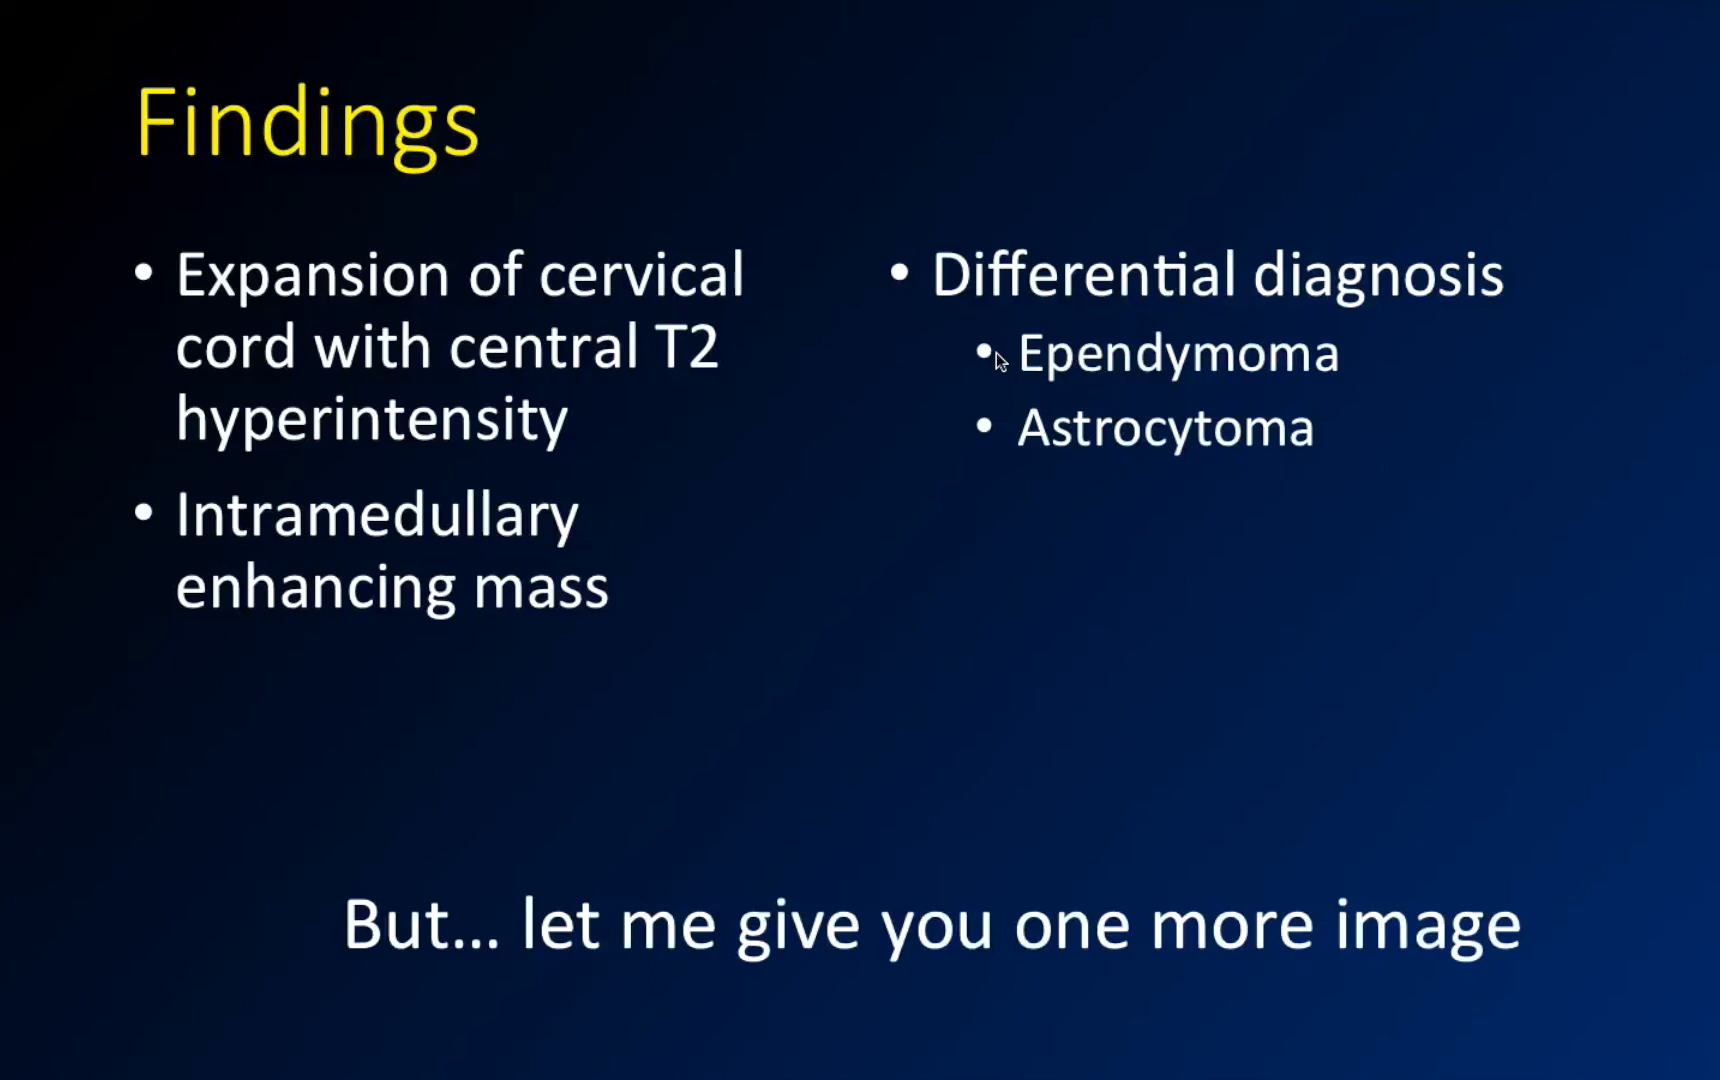 Findings
• Expansion of cervical
cord with central T2
hyperintensity
• Intramedullary
enhancing mass
• Differential diagnosis
• Ependymoma
• Astrocytoma
But... let me give you one more image